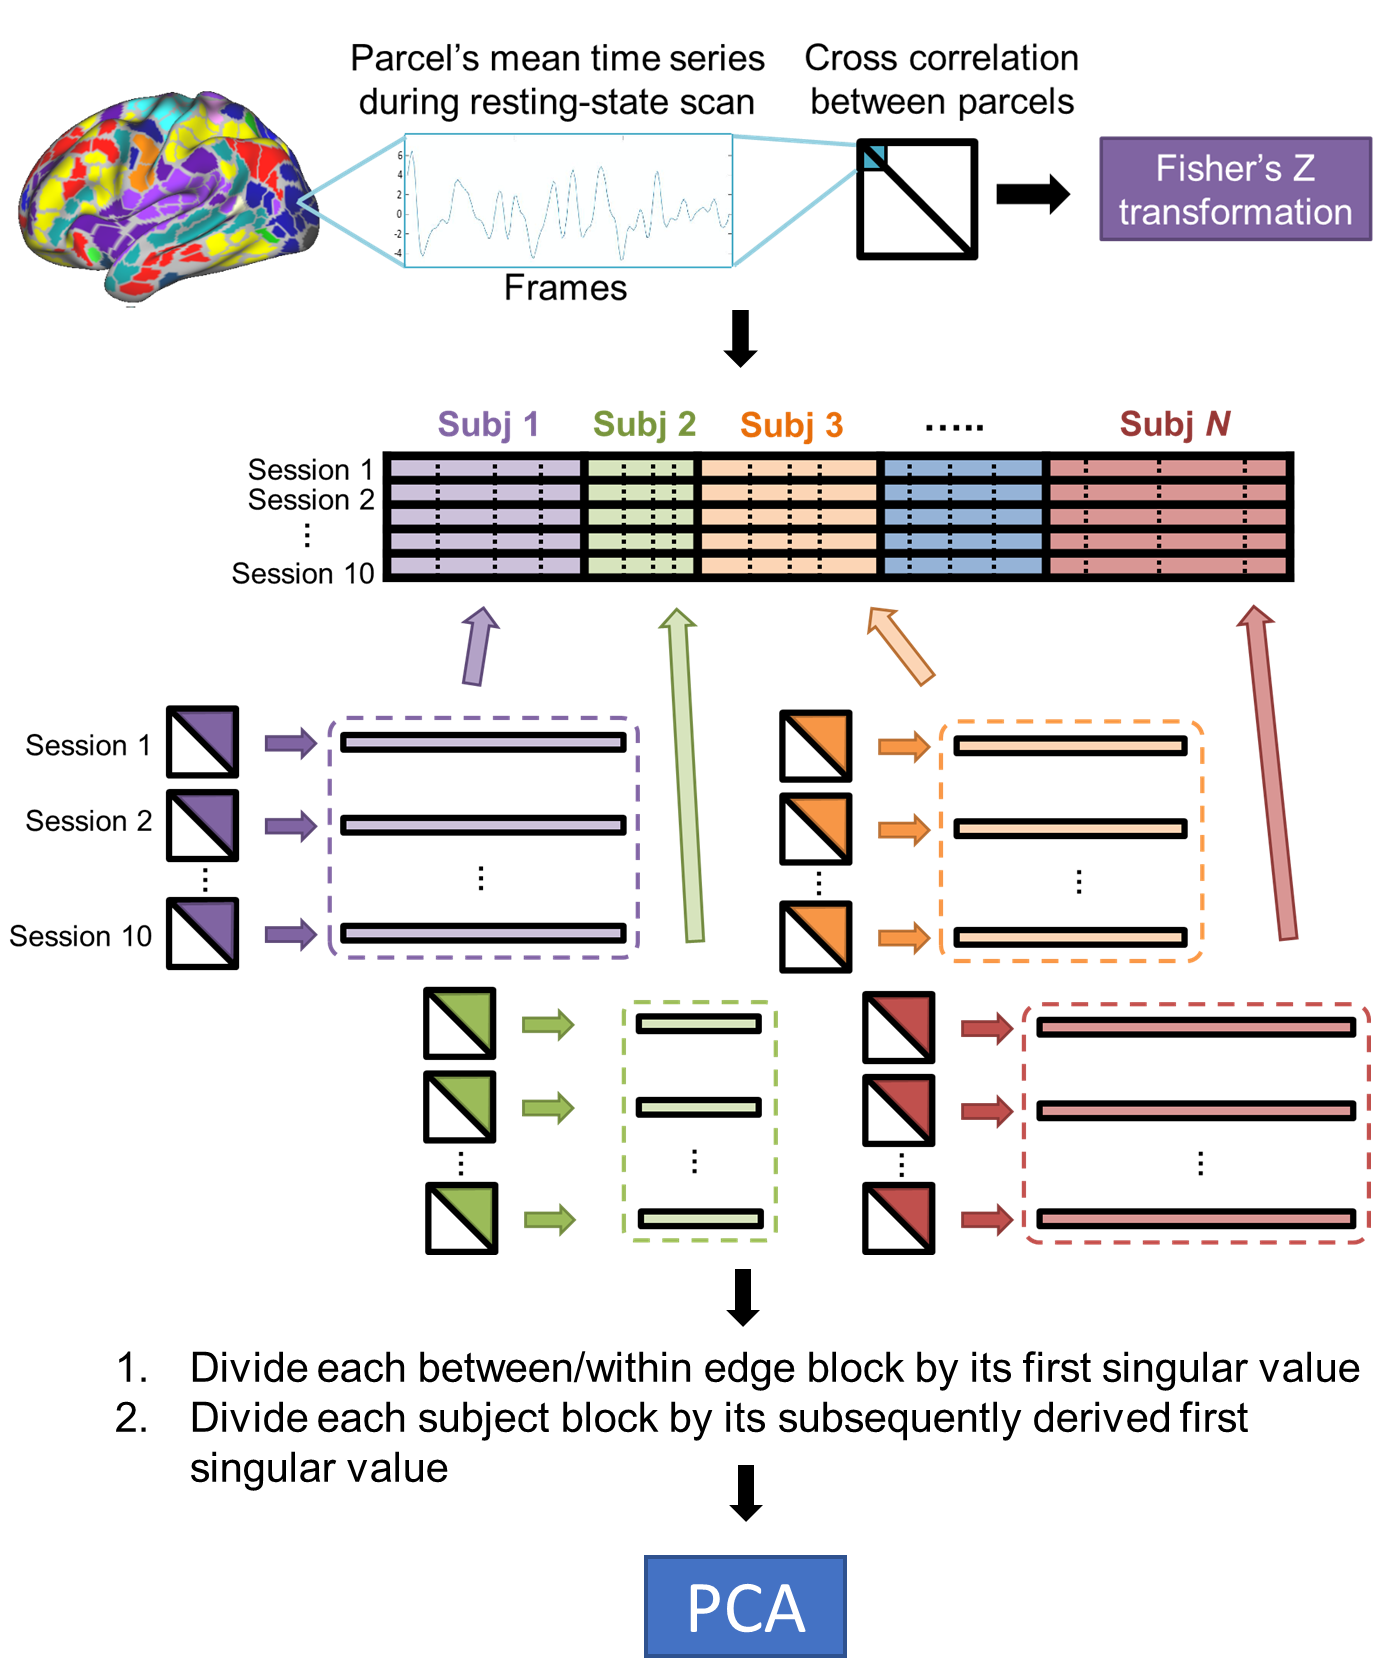 Parcel’s mean time series
during resting-state scan
Cross correlation
between parcels
Fisher’s Z
transformation
6
4
2
0
-2
-4
Frames
Subj 1
Subj 2
Subj 3
.....
Subj N
Session 1
Session 2
...
Session 10
Session 1
Session 2
...
Session 10
1. Divide each between/within edge block by its first singular value
2. Divide each subject block by its subsequently derived first
singular value
PCA